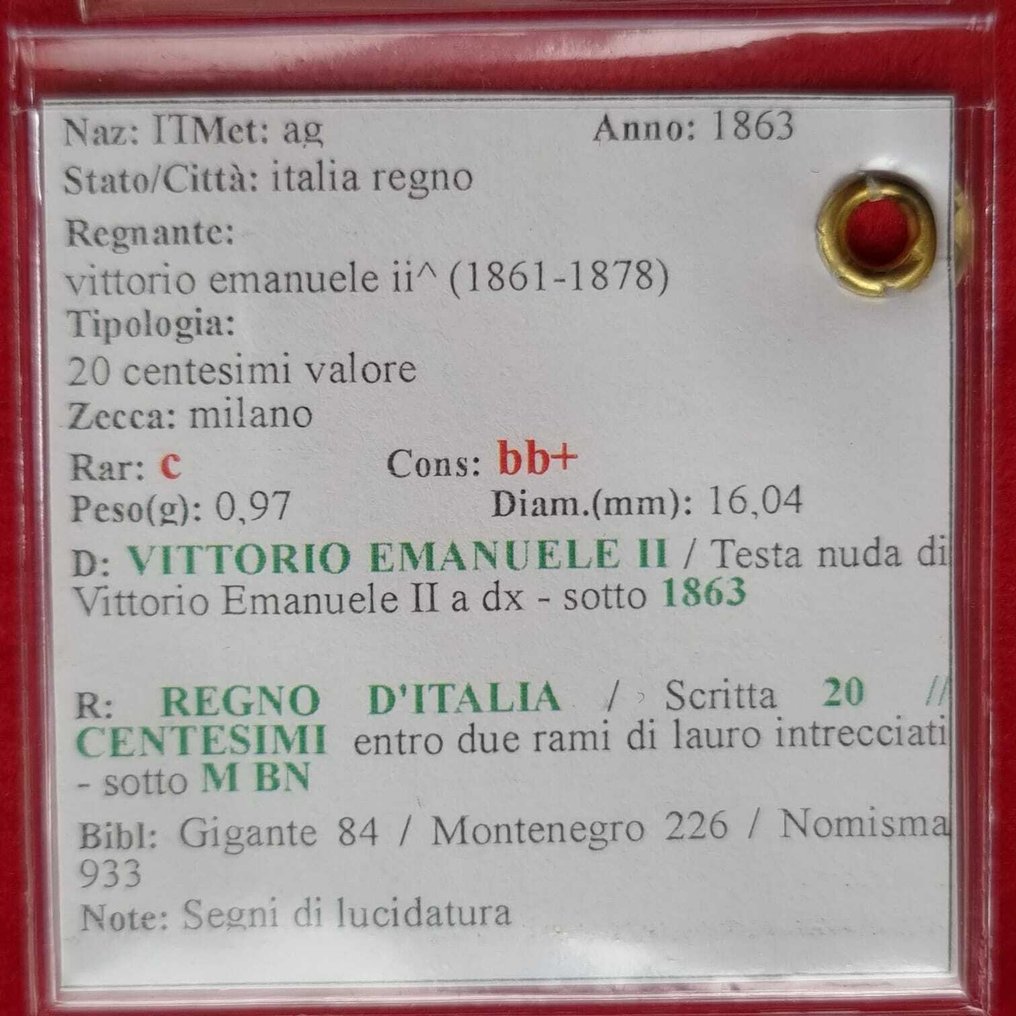 Naz: ITMet: ag Anno: 1863
Stato/Città: italia regno
Regnante:
vittorio emanuele ii^ (1861-1878)
Tipologia:
20 centesimi valore
Zecca: milano
Rar: c Cons: bb+
Peso(g): 0,97 Diam.(mm): 16,04
D: VITTORIO EMANUELE II / Testa nuda di
Vittorio Emanuele II a dx - sotto 1863
R: REGNO D'ITALIA / Scritta 20 //
CENTESIMI entro due rami di lauro intrecciati
- sotto M BN
Bibl: Gigante 84 / Montenegro 226 / Nomisma
933
Note: Segni di lucidatura